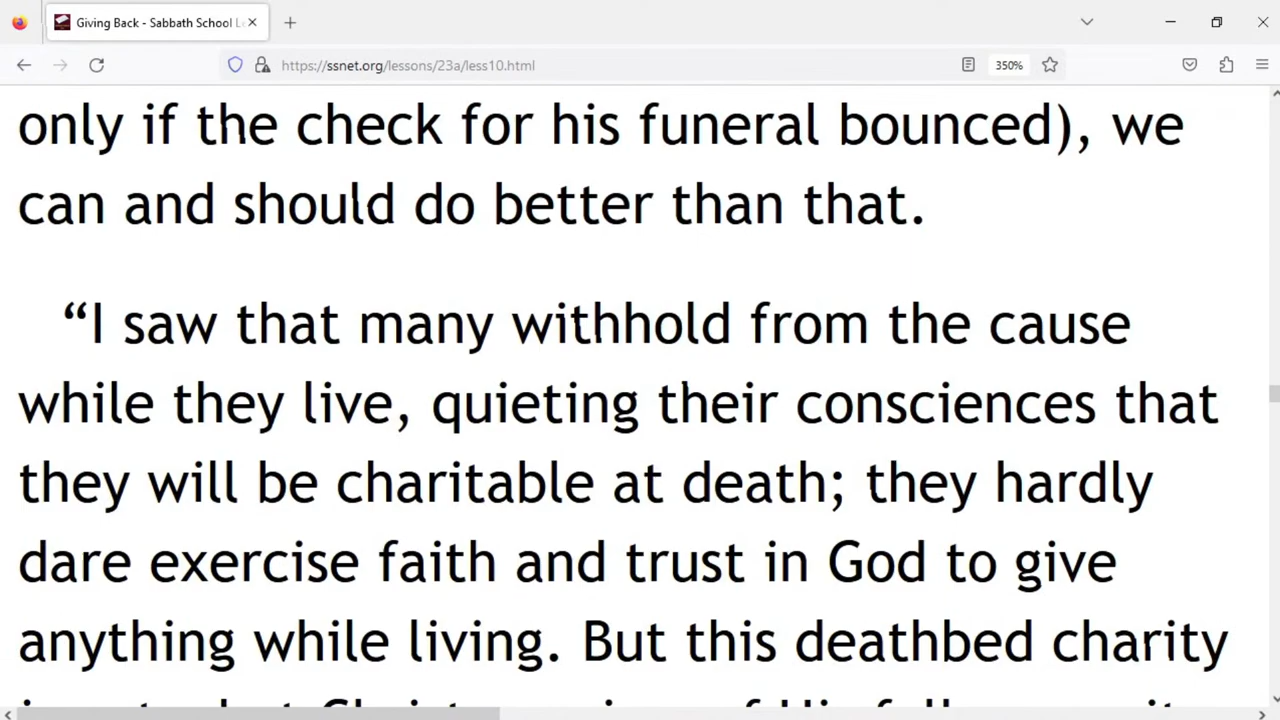 Giving Back - Sabbath School Le
https://ssnet.org/lessons/23a/less10.html
350%
only if the check for his funeral bounced), we
can and should do better than that.
“I saw that many withhold from the cause
while they live, quieting their consciences that
they will be charitable at death; they hardly
dare exercise faith and trust in God to give
anything while living. But this deathbed charity